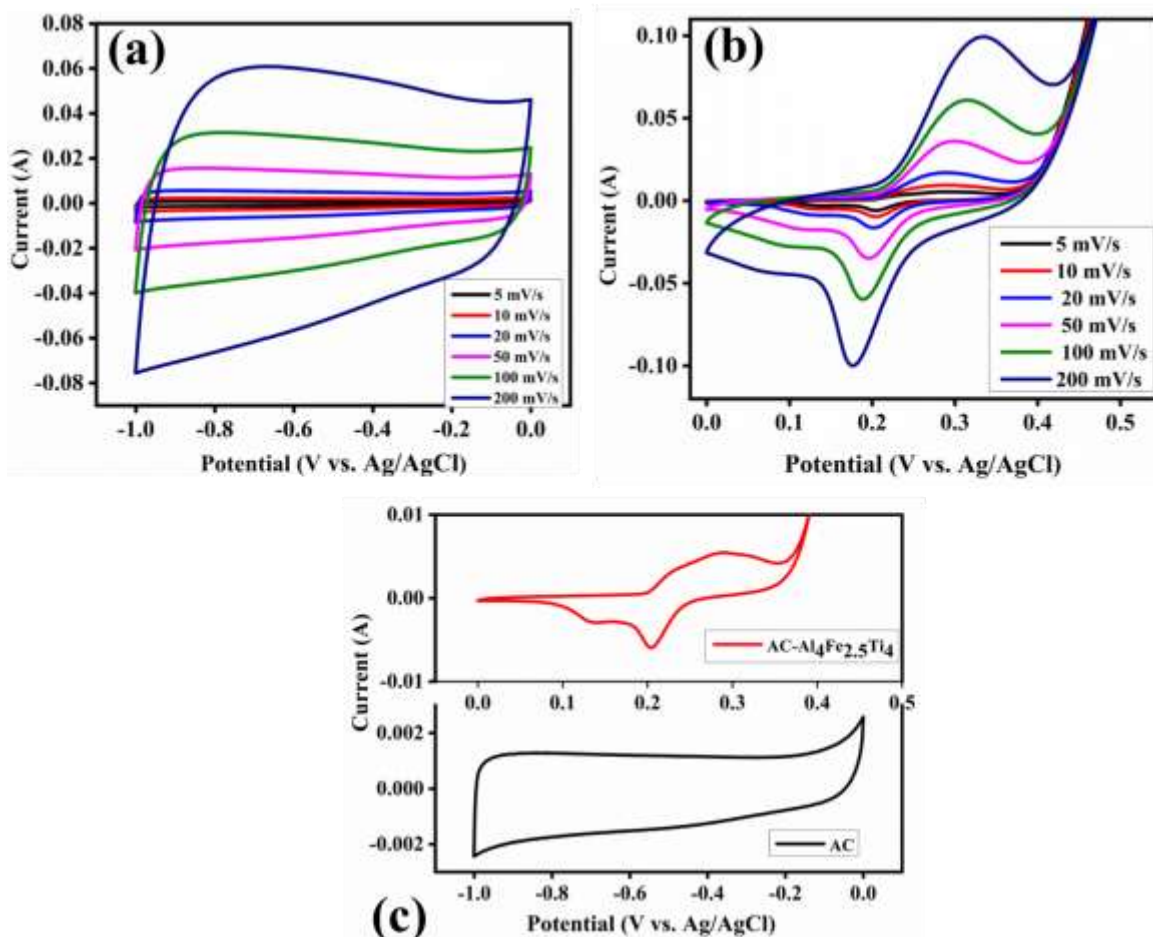 (a)
0.08
0.06
0.04
0.02
0.00
-0.02
-0.04
-0.06
-0.08
Current (A)
5 mV/s
10 mV/s
20 mV/s
50 mV/s
100 mV/s
200 mV/s
-1.0 -0.8 -0.6 -0.4 -0.2 0.0
Potential (V vs. Ag/AgCl)
(b)
0.10
0.05
0.00
-0.05
-0.10
Current (A)
5 mV/s
10 mV/s
20 mV/s
50 mV/s
100 mV/s
200 mV/s
0.0 0.1 0.2 0.3 0.4 0.5
Potential (V vs. Ag/AgCl)
0.01
0.00
-0.01
AC-Al4Fe2.5Ti4
0.0 0.1 0.2 0.3 0.4 0.5
Current (A)
0.002
0.000
-0.002
AC
-1.0 -0.8 -0.6 -0.4 -0.2 0.0
Potential (V vs. Ag/AgCl)
(c)